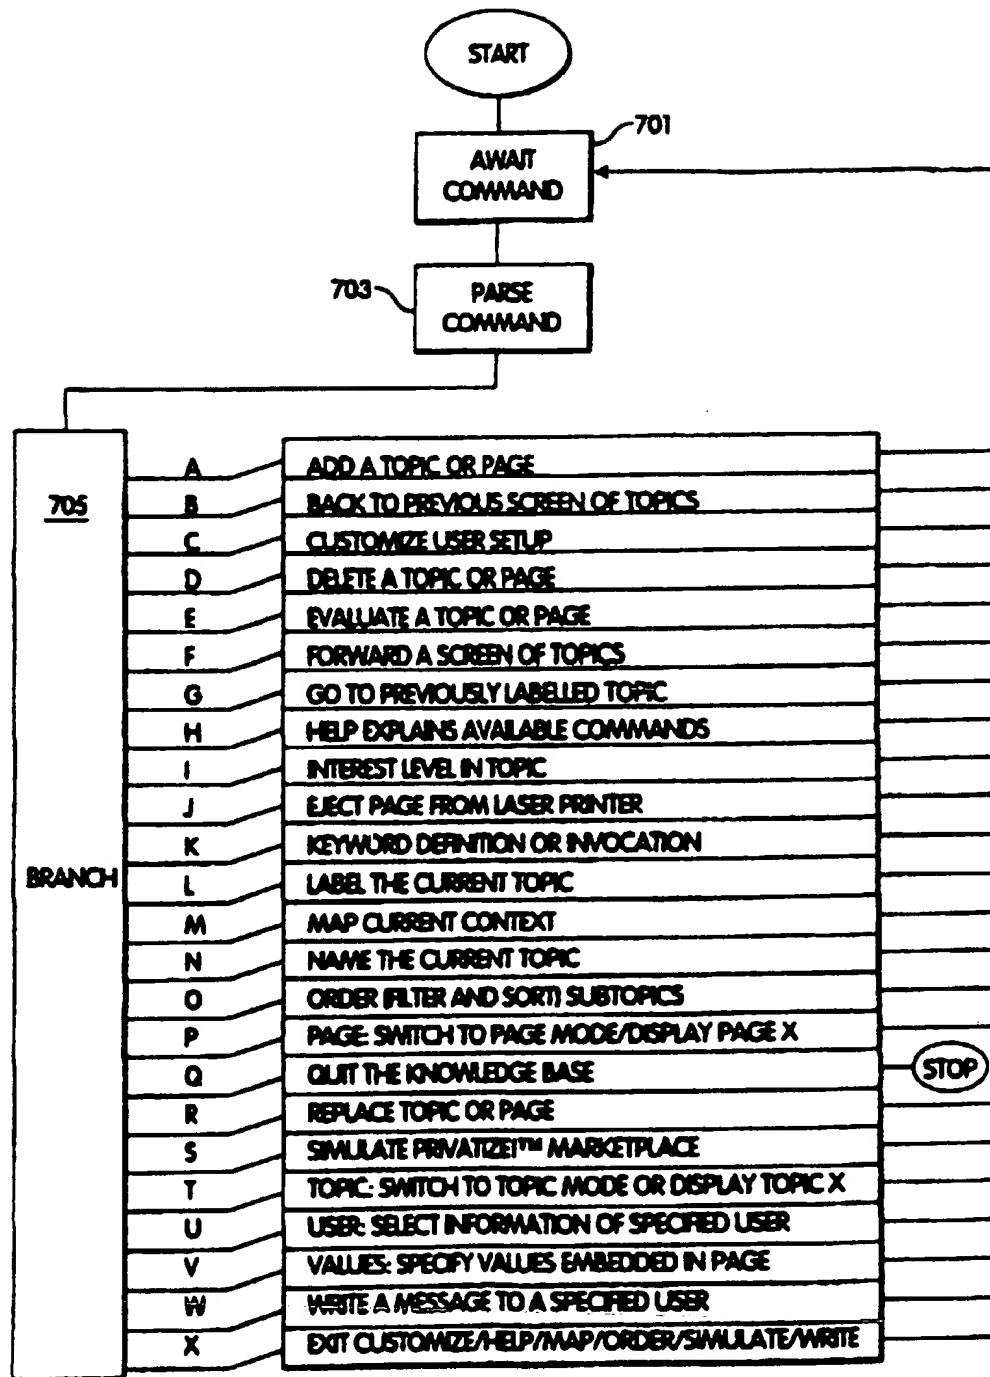 START
701
AWAIT
COMMAND
703
PARSE
COMMAND
705
BRANCH
A ADD A TOPIC OR PAGE
B BACK TO PREVIOUS SCREEN OF TOPICS
C CUSTOMIZE USER SETUP
D DELETE A TOPIC OR PAGE
E EVALUATE A TOPIC OR PAGE
F FORWARD A SCREEN OF TOPICS
G GO TO PREVIOUSLY LABELLED TOPIC
H HELP EXPLAINS AVAILABLE COMMANDS
I INTEREST LEVEL IN TOPIC
J EJECT PAGE FROM LASER PRINTER
K KEYWORD DEFINITION OR INVOCATION
L LABEL THE CURRENT TOPIC
M MAP CURRENT CONTEXT
N NAME THE CURRENT TOPIC
O ORDER (FILTER AND SORT) SUBTOPICS
P PAGE: SWITCH TO PAGE MODE/DISPLAY PAGE X
Q QUIT THE KNOWLEDGE BASE
STOP
R REPLACE TOPIC OR PAGE
S SIMULATE PRIVATIZE!™ MARKETPLACE
T TOPIC: SWITCH TO TOPIC MODE OR DISPLAY TOPIC X
U USER: SELECT INFORMATION OF SPECIFIED USER
V VALUES: SPECIFY VALUES EMBEDDED IN PAGE
W WRITE A MESSAGE TO A SPECIFIED USER
X EXIT CUSTOMIZE/HELP/MAP/ORDER/SIMULATE/WRITE